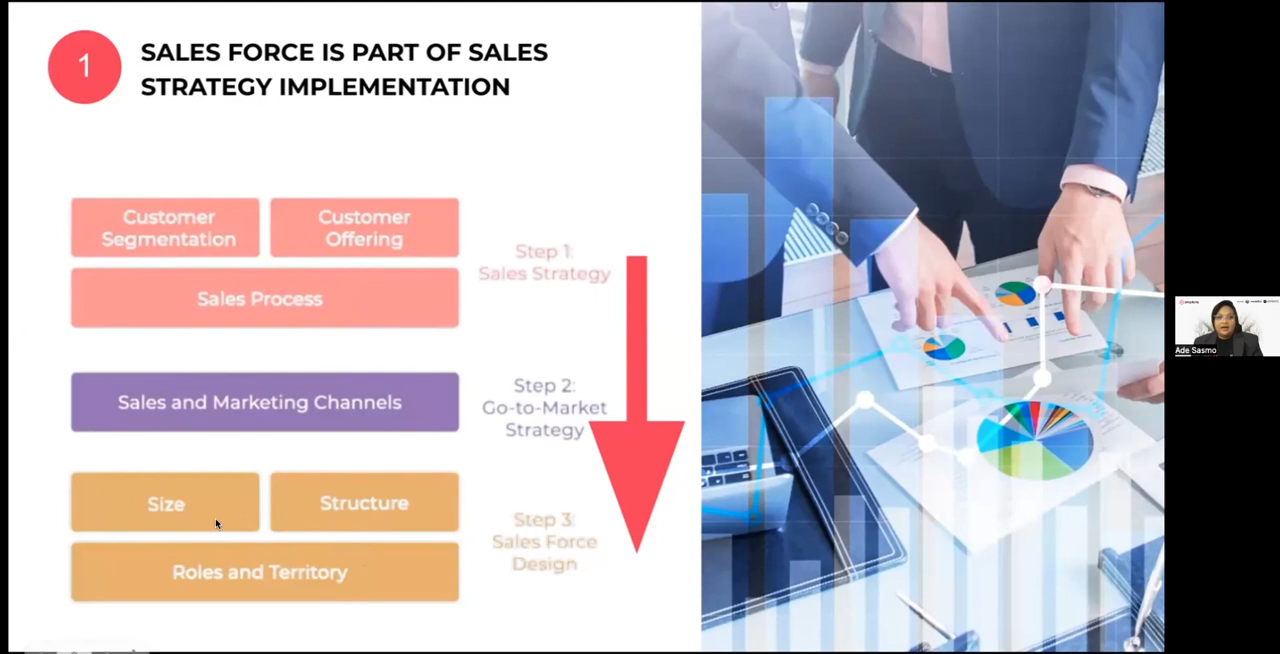 1
SALES FORCE IS PART OF SALES
STRATEGY IMPLEMENTATION
Customer
Segmentation
Customer
Offering
Sales Process
Step 1:
Sales Strategy
Sales and Marketing Channels
Step 2:
Go-to-Market
Strategy
Size
Structure
Roles and Territory
Step 3:
Sales Force
Design
Ade Sasmo